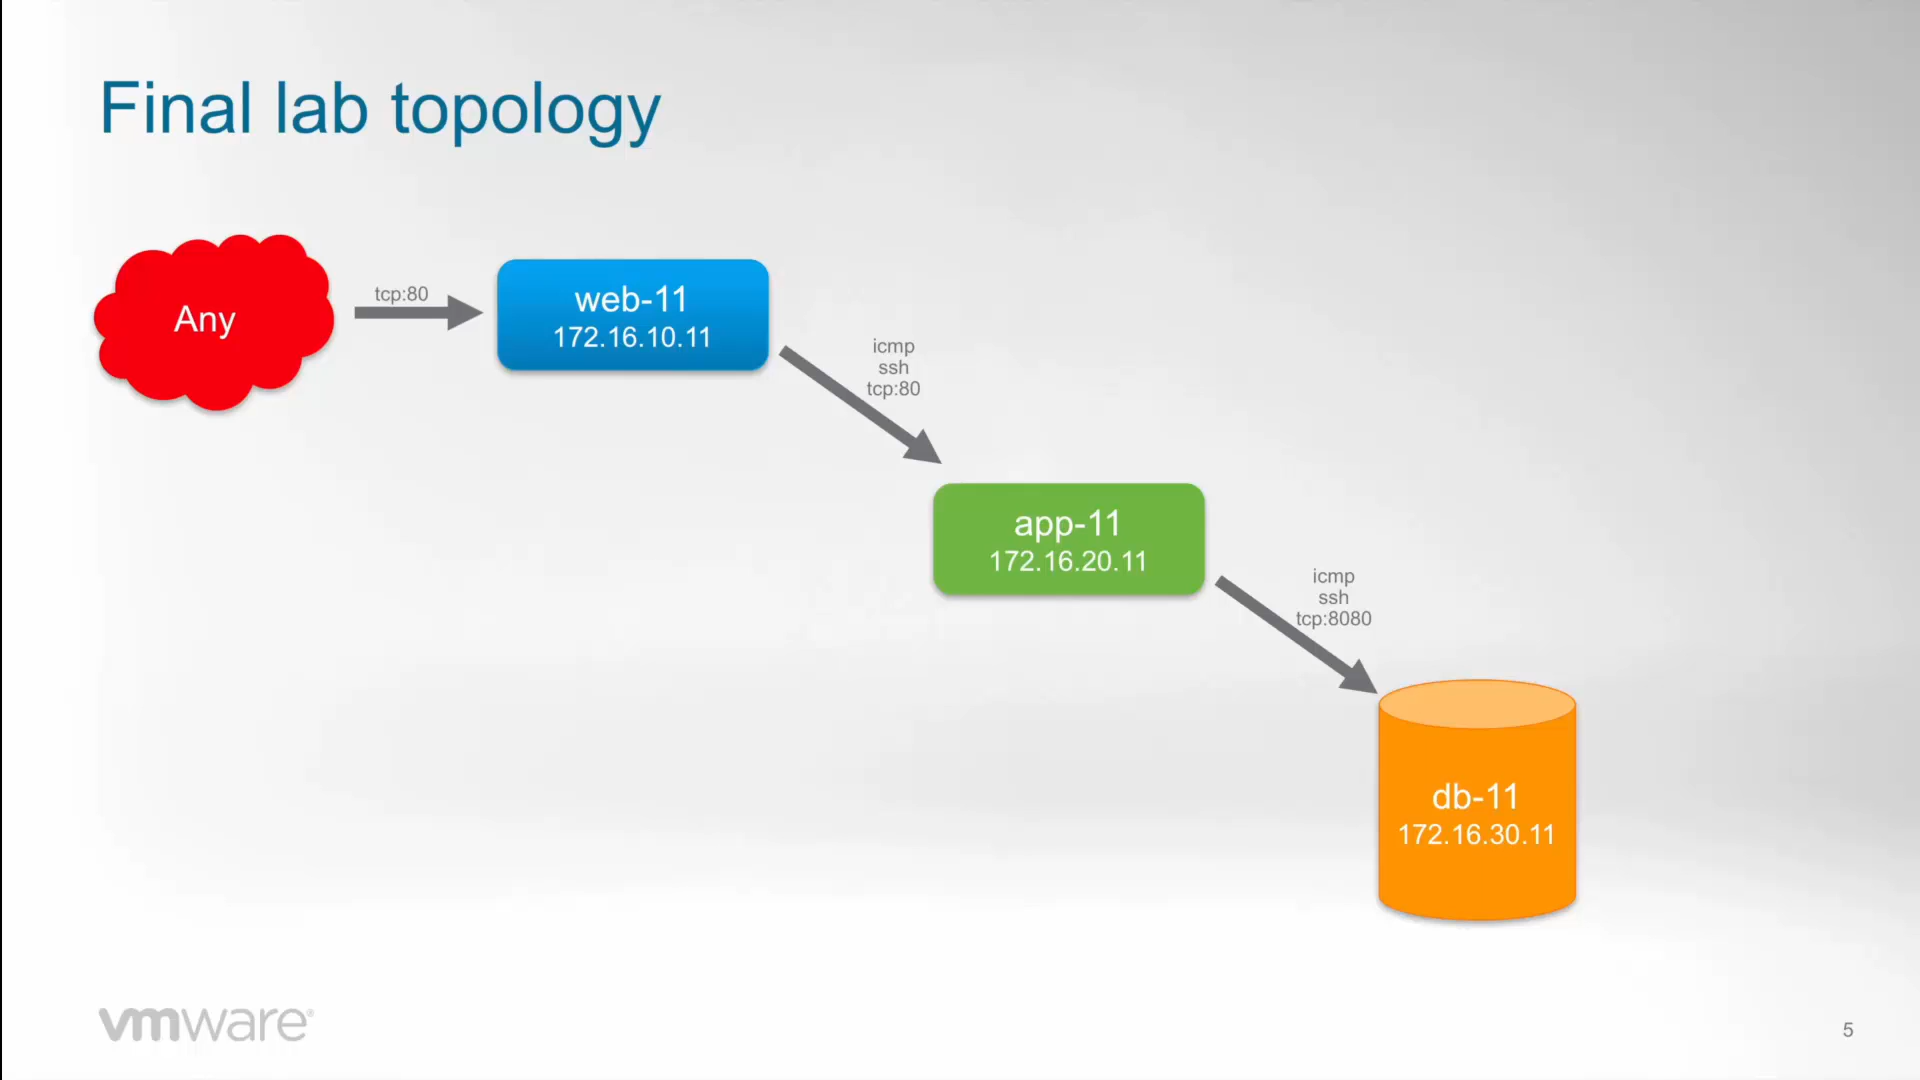 Final lab topology
Any
tcp:80
web-11
172.16.10.11
icmp
ssh
tcp:80
app-11
172.16.20.11
icmp
ssh
tcp:8080
db-11
172.16.30.11
vmware®
5